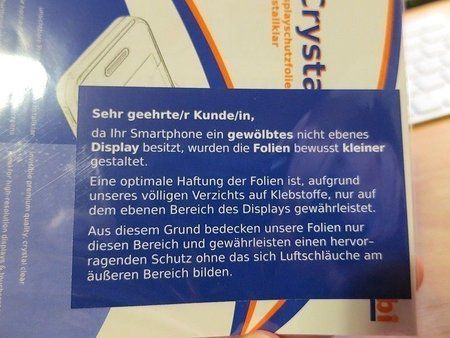 Crysta
splayschutzfolie
stallklar
Sehr geehrte/r Kunde/in,
da Ihr Smartphone ein gewölbtes nicht ebenes
Display besitzt, wurden die Folien bewusst kleiner
gestaltet.
Eine optimale Haftung der Folien ist, aufgrund
unseres völligen Verzichts auf Klebstoffe, nur auf
dem ebenen Bereich des Displays gewährleistet.
Aus diesem Grund bedecken unsere Folien nur
diesen Bereich und gewährleisten einen hervor-
ragenden Schutz ohne das sich Luftschläuche am
äußeren Bereich bilden.
bi